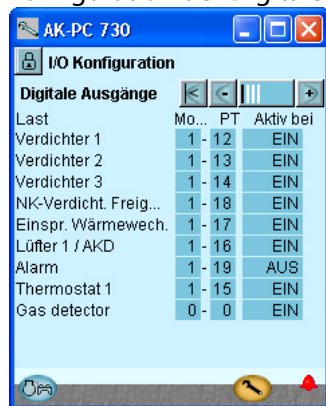 AK-PC 730
I/O Konfiguration
Digitale Ausgänge
Last Mo... PT Aktiv bei
Verdichter 1 1 - 12 EIN
Verdichter 2 1 - 13 EIN
Verdichter 3 1 - 14 EIN
NK-Verdicht. Freig... 1 - 18 EIN
Einspr. Wärmewech. 1 - 17 EIN
Lüfter 1 / AKD 1 - 16 EIN
Alarm 1 - 19 AUS
Thermostat 1 1 - 15 EIN
Gas detector 0 - 0 EIN